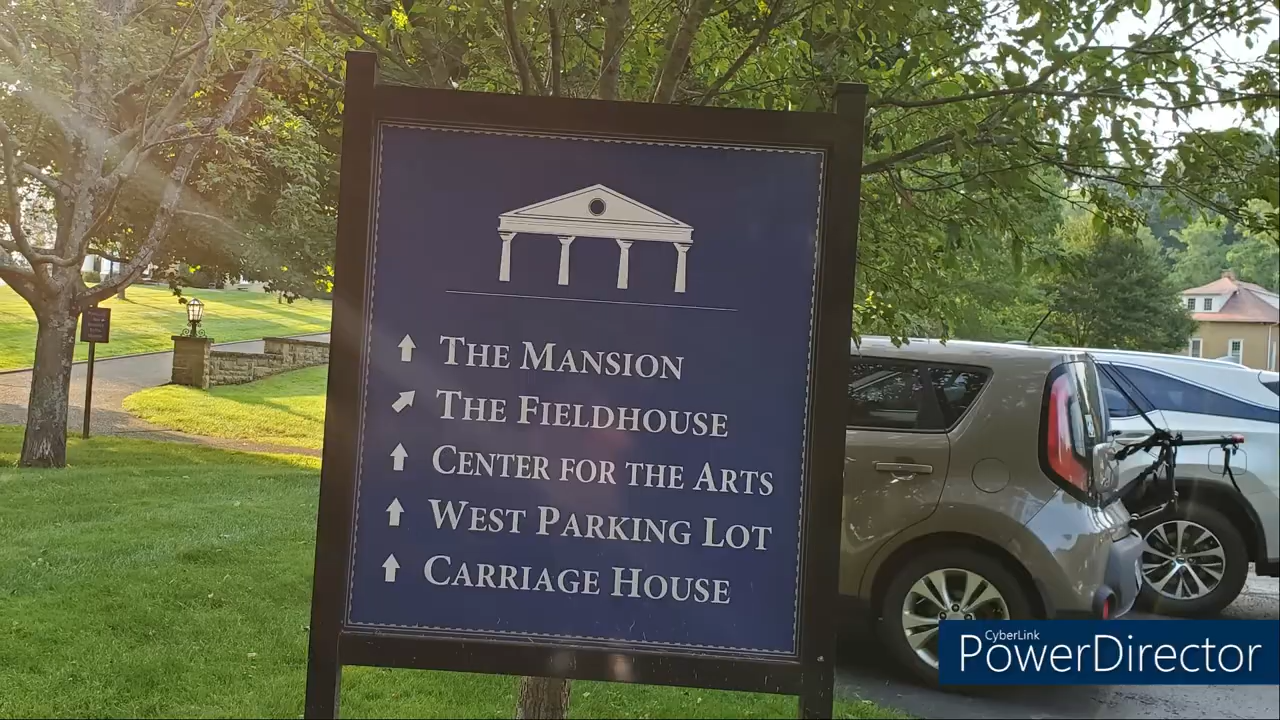 THE MANSION
THE FIELDHOUSE
CENTER FOR THE ARTS
WEST PARKING LOT
CARRIAGE HOUSE
CyberLink
PowerDirector